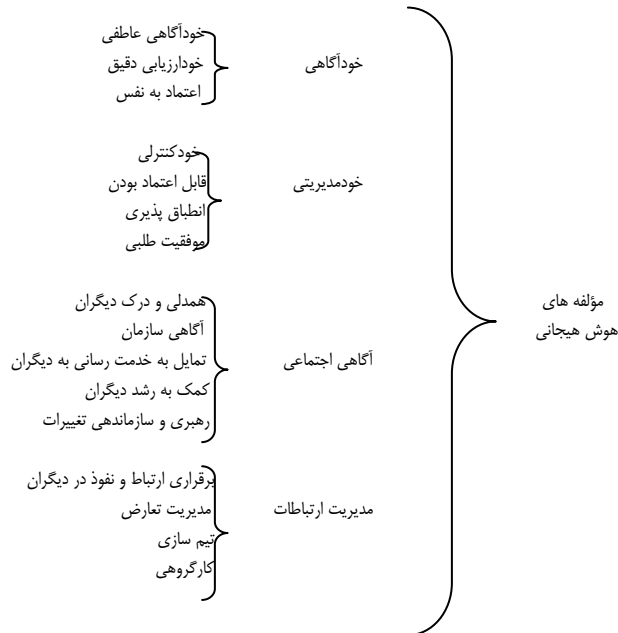 مؤلفه های
هوش هیجانی
خودآگاهی
خودآگاهی عاطفی
خودارزیابی دقیق
اعتماد به نفس
خودمدیریتی
خودکنترلی
قابل اعتماد بودن
انطباق پذیری
موفقیت طلبی
آگاهی اجتماعی
همدلی و درک دیگران
آگاهی سازمان
تمایل به خدمت رسانی به دیگران
کمک به رشد دیگران
رهبری و سازماندهی تغییرات
مدیریت ارتباطات
برقراری ارتباط و نفوذ در دیگران
مدیریت تعارض
تیم سازی
کارگروهی